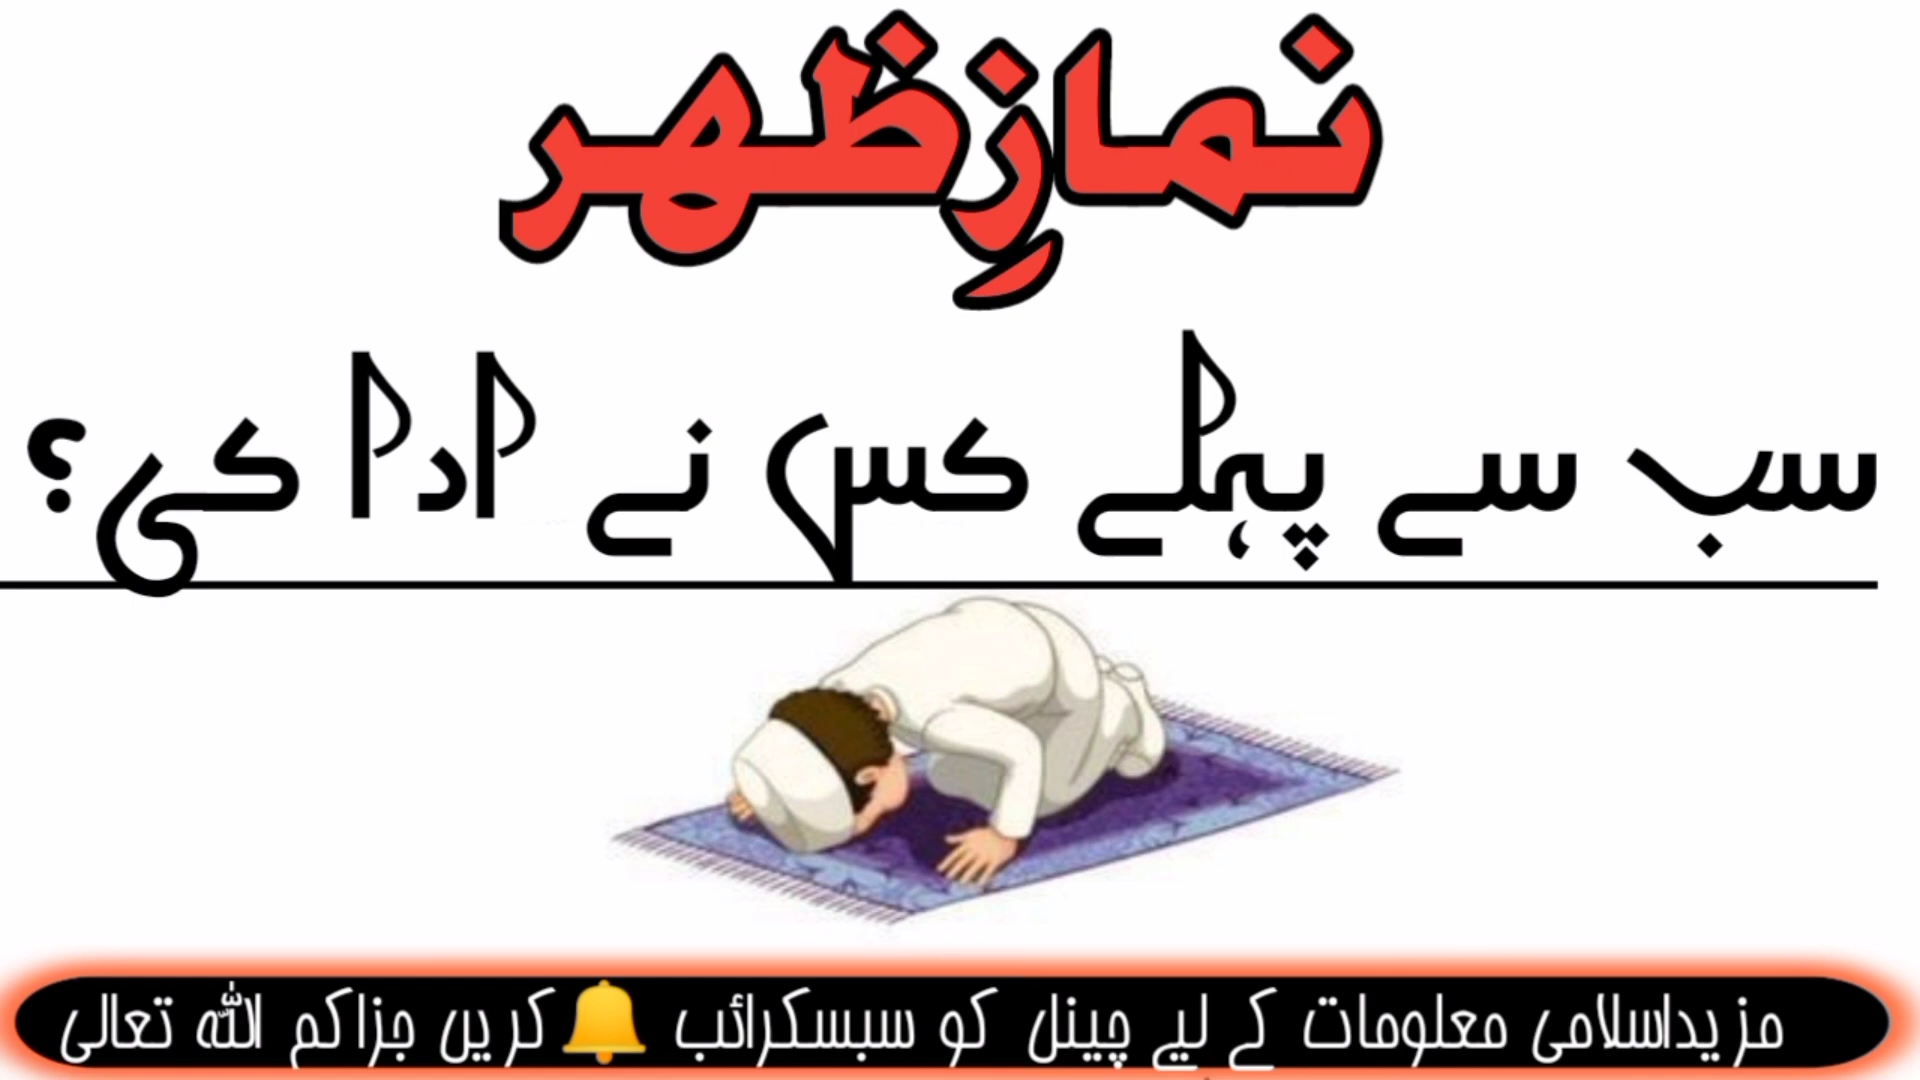 نمازِظہر
سب سے پہلے کس نے ادا کی؟
مزیداسلامی معلومات کے لیے چینل کو سبسکرائب 🔔کریں جزاکم اللہ تعالی